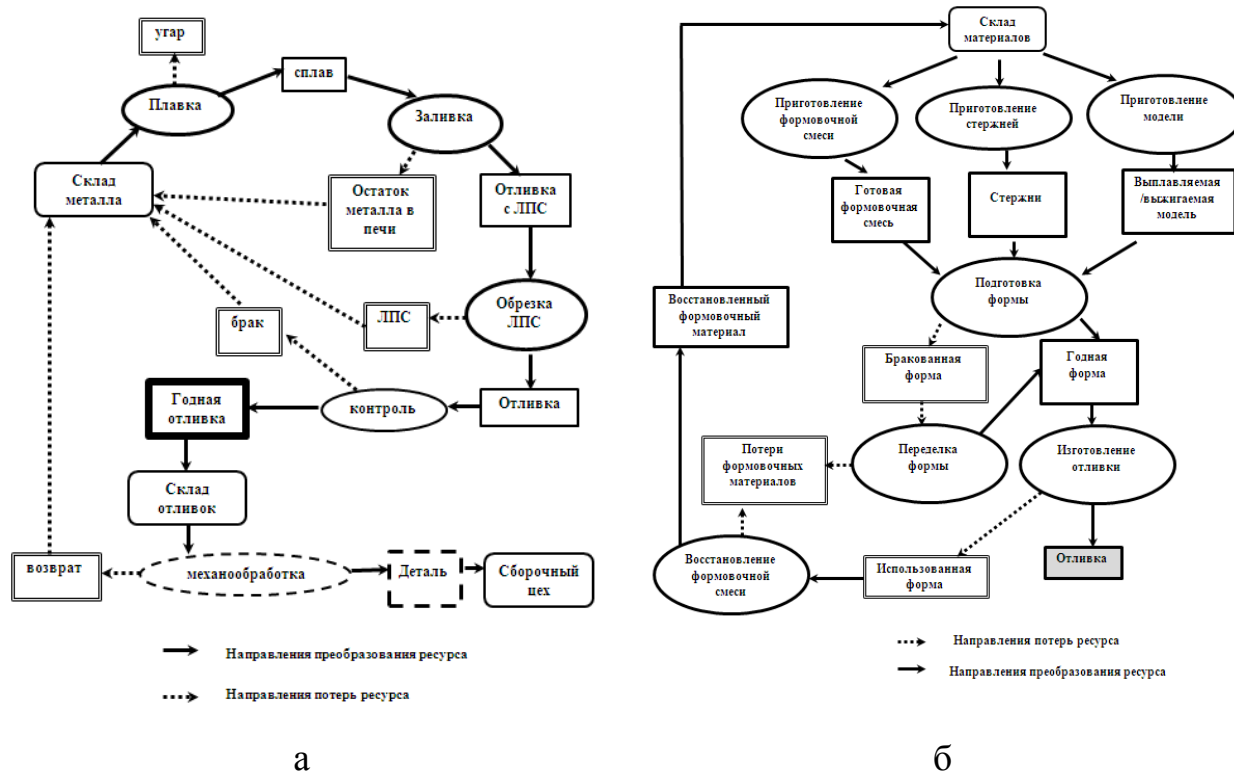 угар
Плавка
сплав
Заливка
Склад
металла
Остаток
металла в
печи
Отливка
с ЛПС
Обрезка
ЛПС
ЛПС
брак
Годная
отливка
контроль
Отливка
Склад
отливок
возврат
механообработка
Деталь
Сборочный
цех
Направления преобразования ресурса
Направления потерь ресурса
а
Склад
материалов
Приготовление
формовочной
смеси
Приготовление
стержней
Приготовление
модели
Готовая
формовочная
смесь
Стержни
Выплавляемая
/выжигаемая
модель
Подготовка
формы
Восстановленный
формовочный
материал
Бракованная
форма
Годная
форма
Потери
формовочных
материалов
Переделка
формы
Изготовление
отливки
Восстановление
формовочной
смеси
Использованная
форма
Отливка
Направления потерь ресурса
Направления преобразования ресурса
б